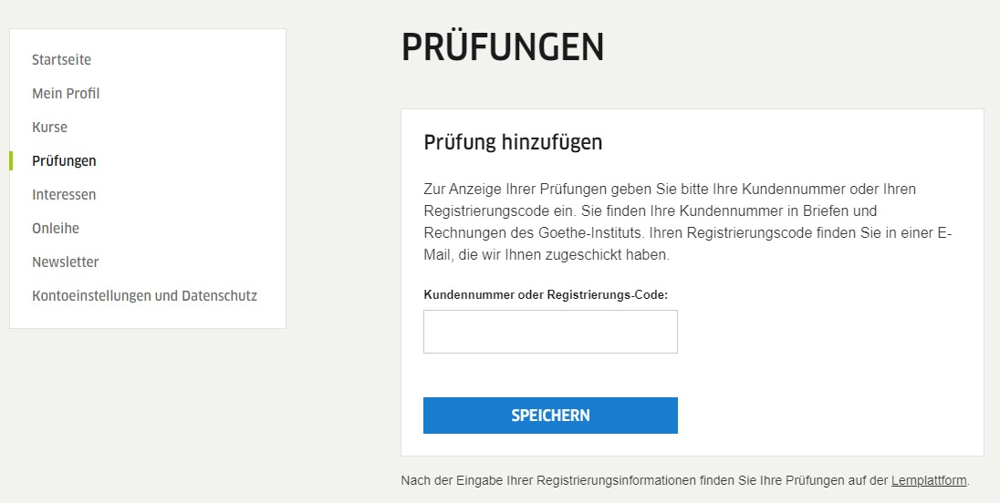 Startseite
Mein Profil
Kurse
Prüfungen
Interessen
Onleihe
Newsletter
Kontoeinstellungen und Datenschutz
PRÜFUNGEN
Prüfung hinzufügen
Zur Anzeige Ihrer Prüfungen geben Sie bitte Ihre Kundennummer oder Ihren
Registrierungscode ein. Sie finden Ihre Kundennummer in Briefen und
Rechnungen des Goethe-Instituts. Ihren Registrierungscode finden Sie in einer E-
Mail, die wir Ihnen zugeschickt haben.
Kundennummer oder Registrierungs-Code:
SPEICHERN
Nach der Eingabe Ihrer Registrierungsinformationen finden Sie Ihre Prüfungen auf der Lernplattform.